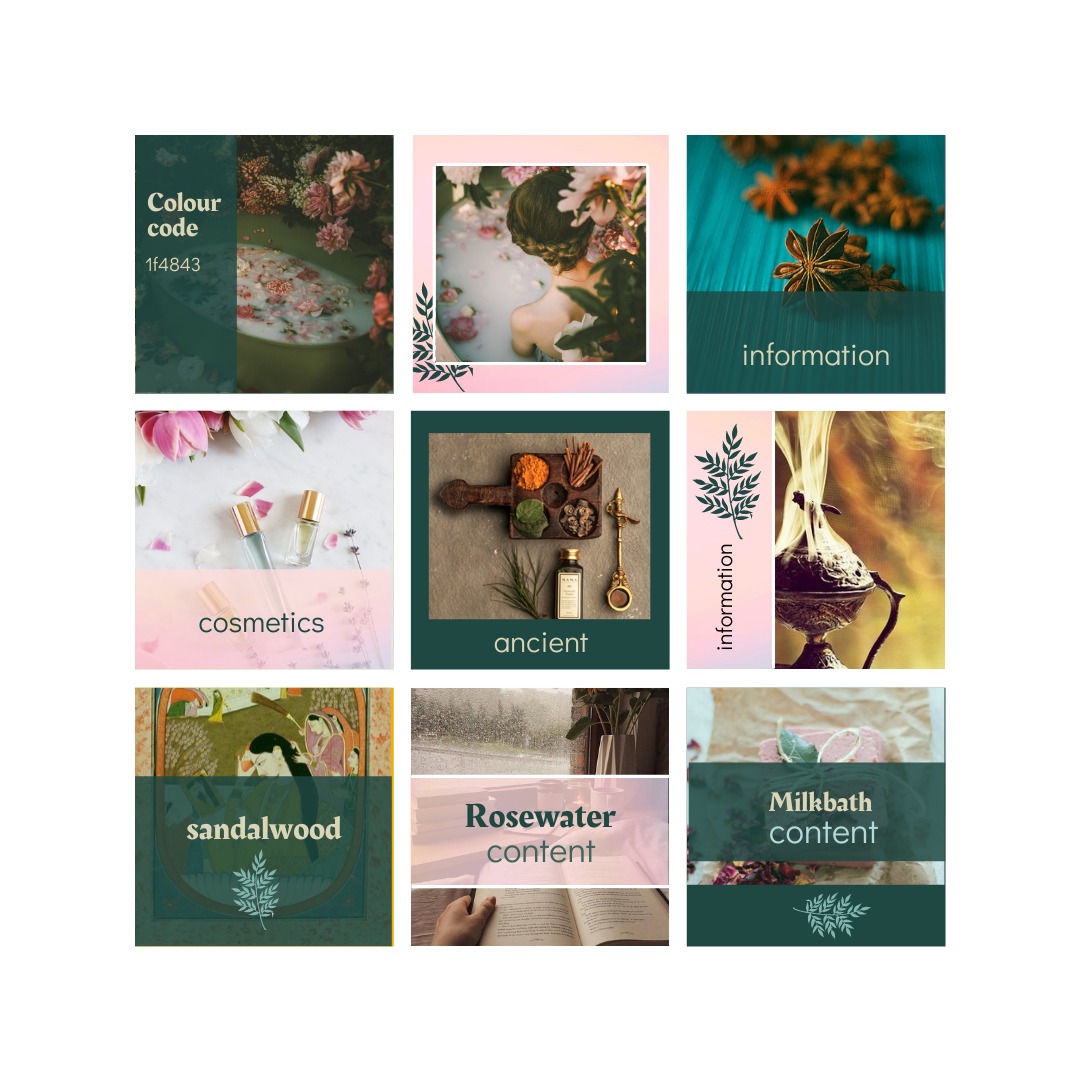 Colour
code
1f4843
information
cosmetics
ancient
information
sandalwood
Rosewater
content
Milkbath
content